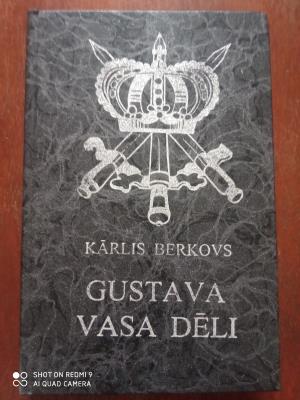 KĀRLIS BERKOVS
GUSTAVA
VASA DĒLI
SHOT ON REDMI 9
AI QUAD CAMERA